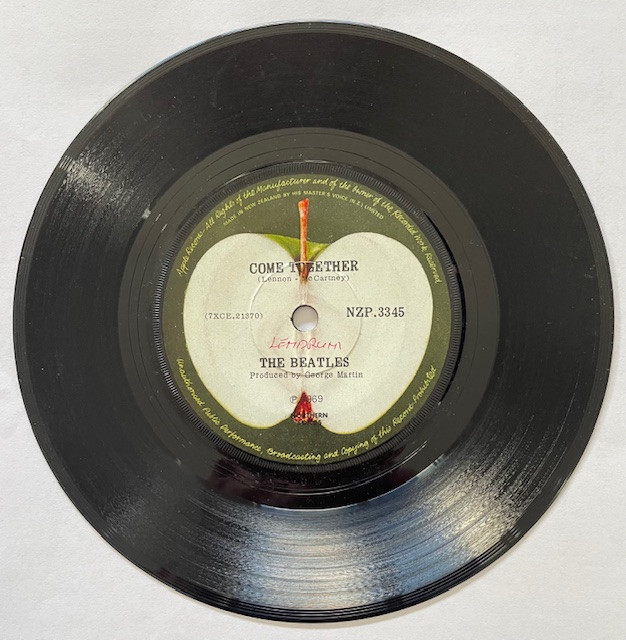 Apple Records. All Rights of the Manufacturer and of the Owner of the Recorded Work Reserved
MADE IN NEW ZEALAND BY HIS MASTER'S VOICE (N.Z.) LIMITED
COME TOGETHER
(Lennon - McCartney)
(7XCE.21370) NZP.3345
THE BEATLES
Produced by George Martin
℗ 1969
Unauthorised Public Performance, Broadcasting and Copying of this Record Prohibited